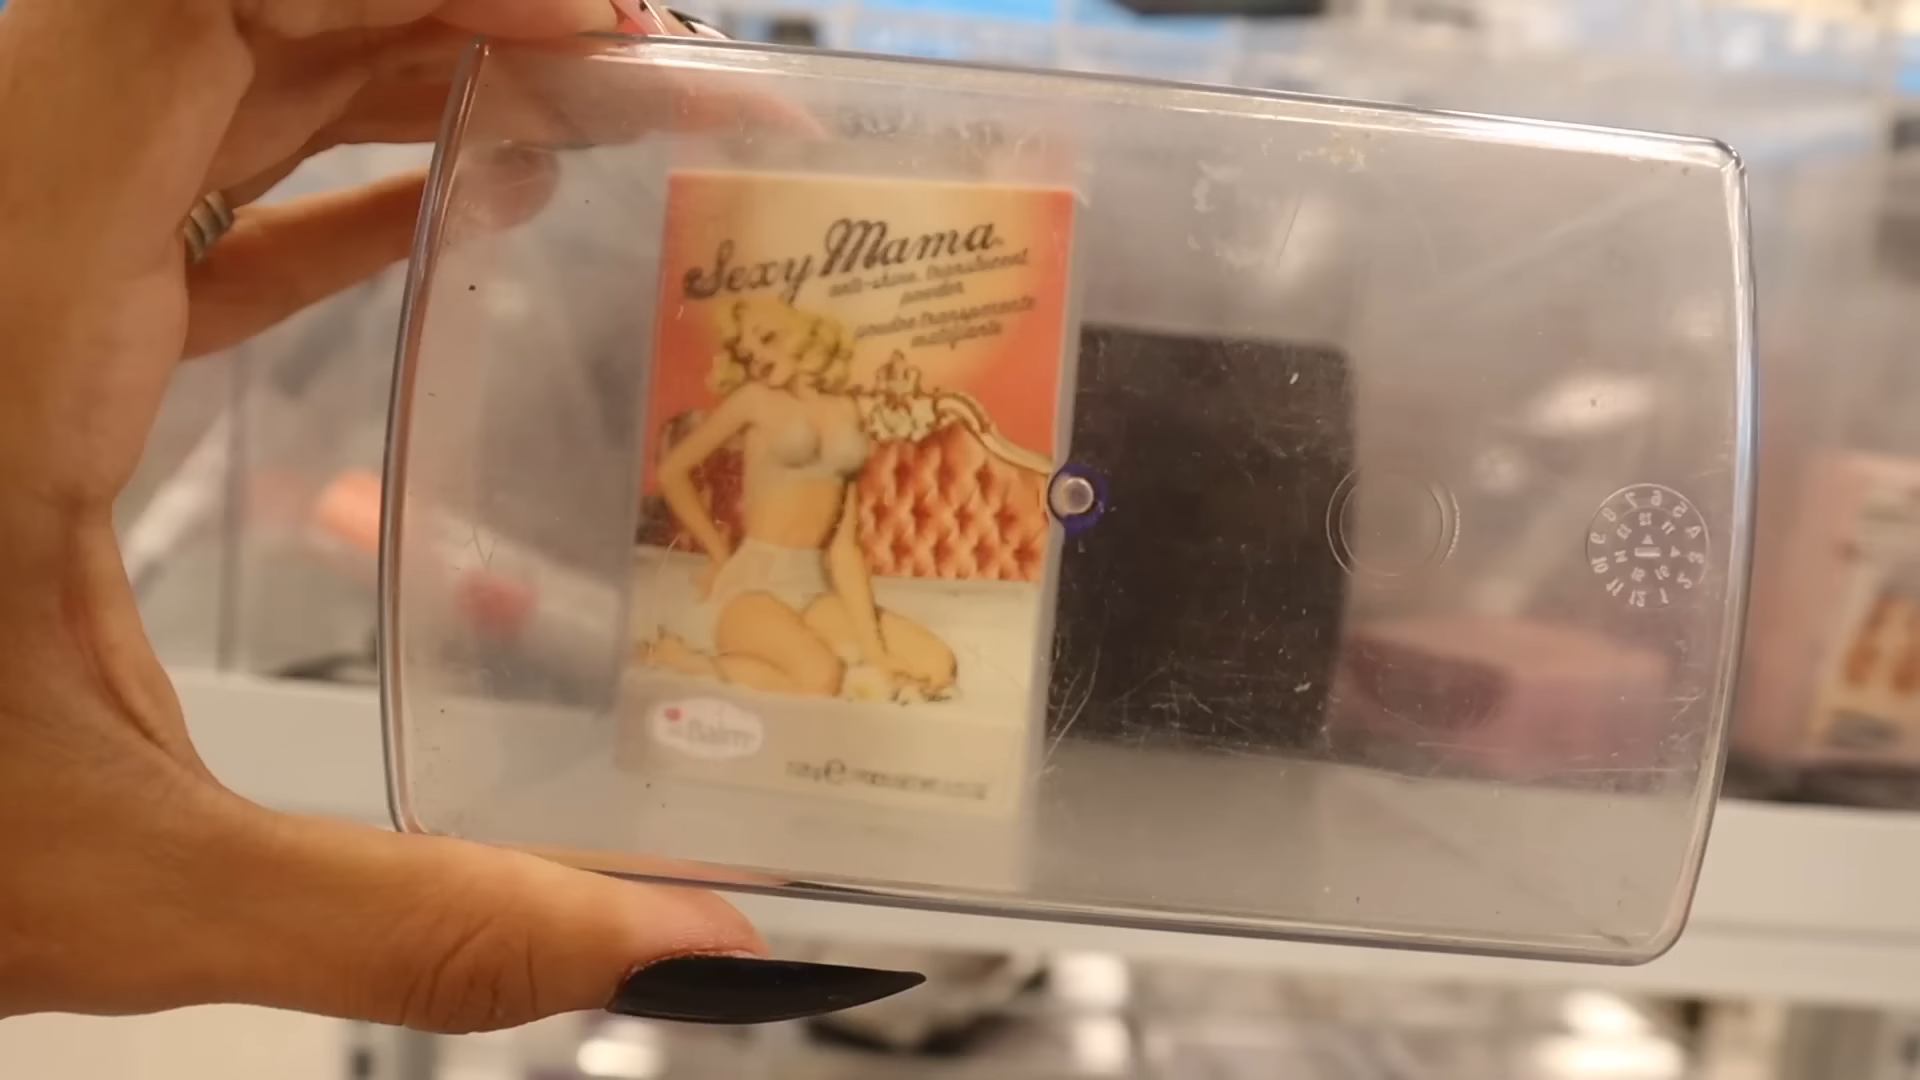 Sexy Mama
anti-shine translucent
powder
poudre transparente
matifiante
theBalm